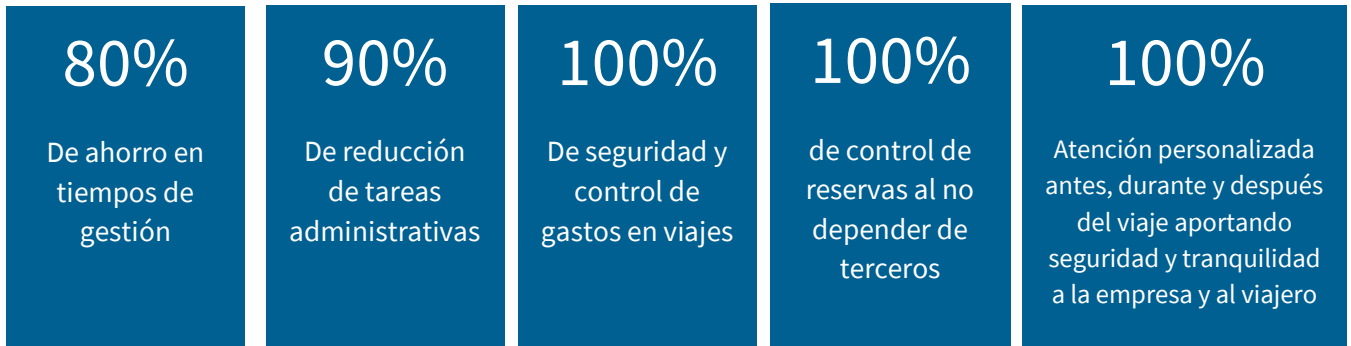 80%
De ahorro en
tiempos de
gestión
90%
De reducción
de tareas
administrativas
100%
De seguridad y
control de
gastos en viajes
100%
de control de
reservas al no
depender de
terceros
100%
Atención personalizada
antes, durante y después
del viaje aportando
seguridad y tranquilidad
a la empresa y al viajero